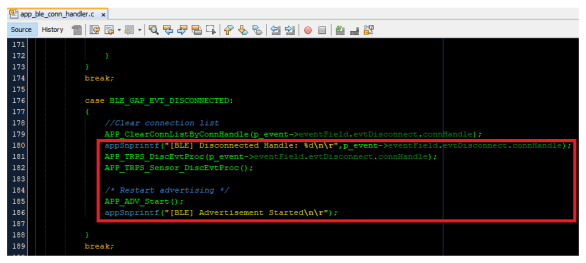 app_ble_conn_handler.c x
Source History
171
172 }
173 }
174 break;
175
176 case BLE_GAP_EVT_DISCONNECTED:
177 {
178 //Clear connection list
179 APP_ClearConnListByConnHandle(p_event->eventField.evtDisconnect.connHandle);
180 appSnprintf("[BLE] Disconnected Handle: %d\n\r",p_event->eventField.evtDisconnect.connHandle);
181 APP_TRPS_DiscEvtProc(p_event->eventField.evtDisconnect.connHandle);
182 APP_TRPS_Sensor_DiscEvtProc();
183
184 /* Restart advertising */
185 APP_ADV_Start();
186 appSnprintf("[BLE] Advertisement Started\n\r");
187
188 }
189 break;